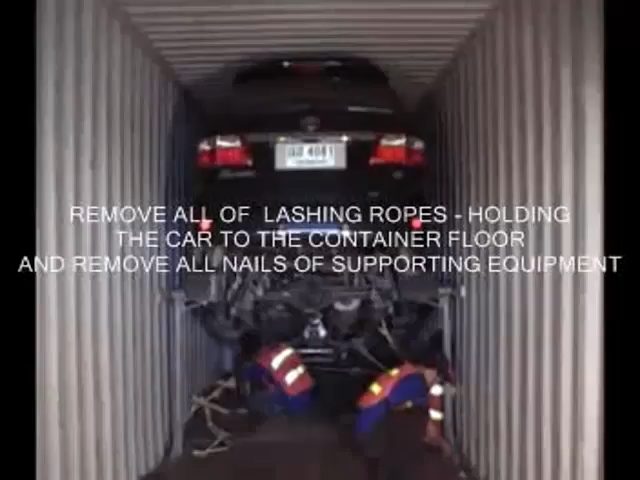 REMOVE ALL OF LASHING ROPES - HOLDING
THE CAR TO THE CONTAINER FLOOR
AND REMOVE ALL NAILS OF SUPPORTING EQUIPMENT